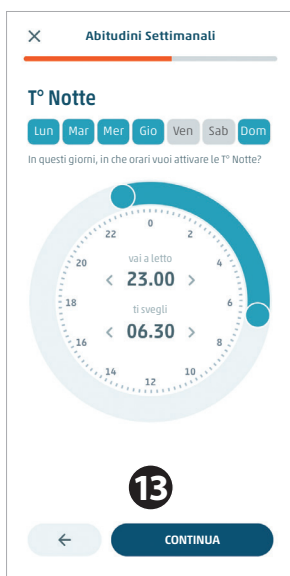 Abitudini Settimanali
T° Notte
Lun Mar Mer Gio Ven Sab Dom
In questi giorni, in che orari vuoi attivare le T° Notte?
0
22 2
vai a letto
20 4
< 23.00 >
ti svegli
18 6
< 06.30 >
16 8
14 10
12
13
CONTINUA